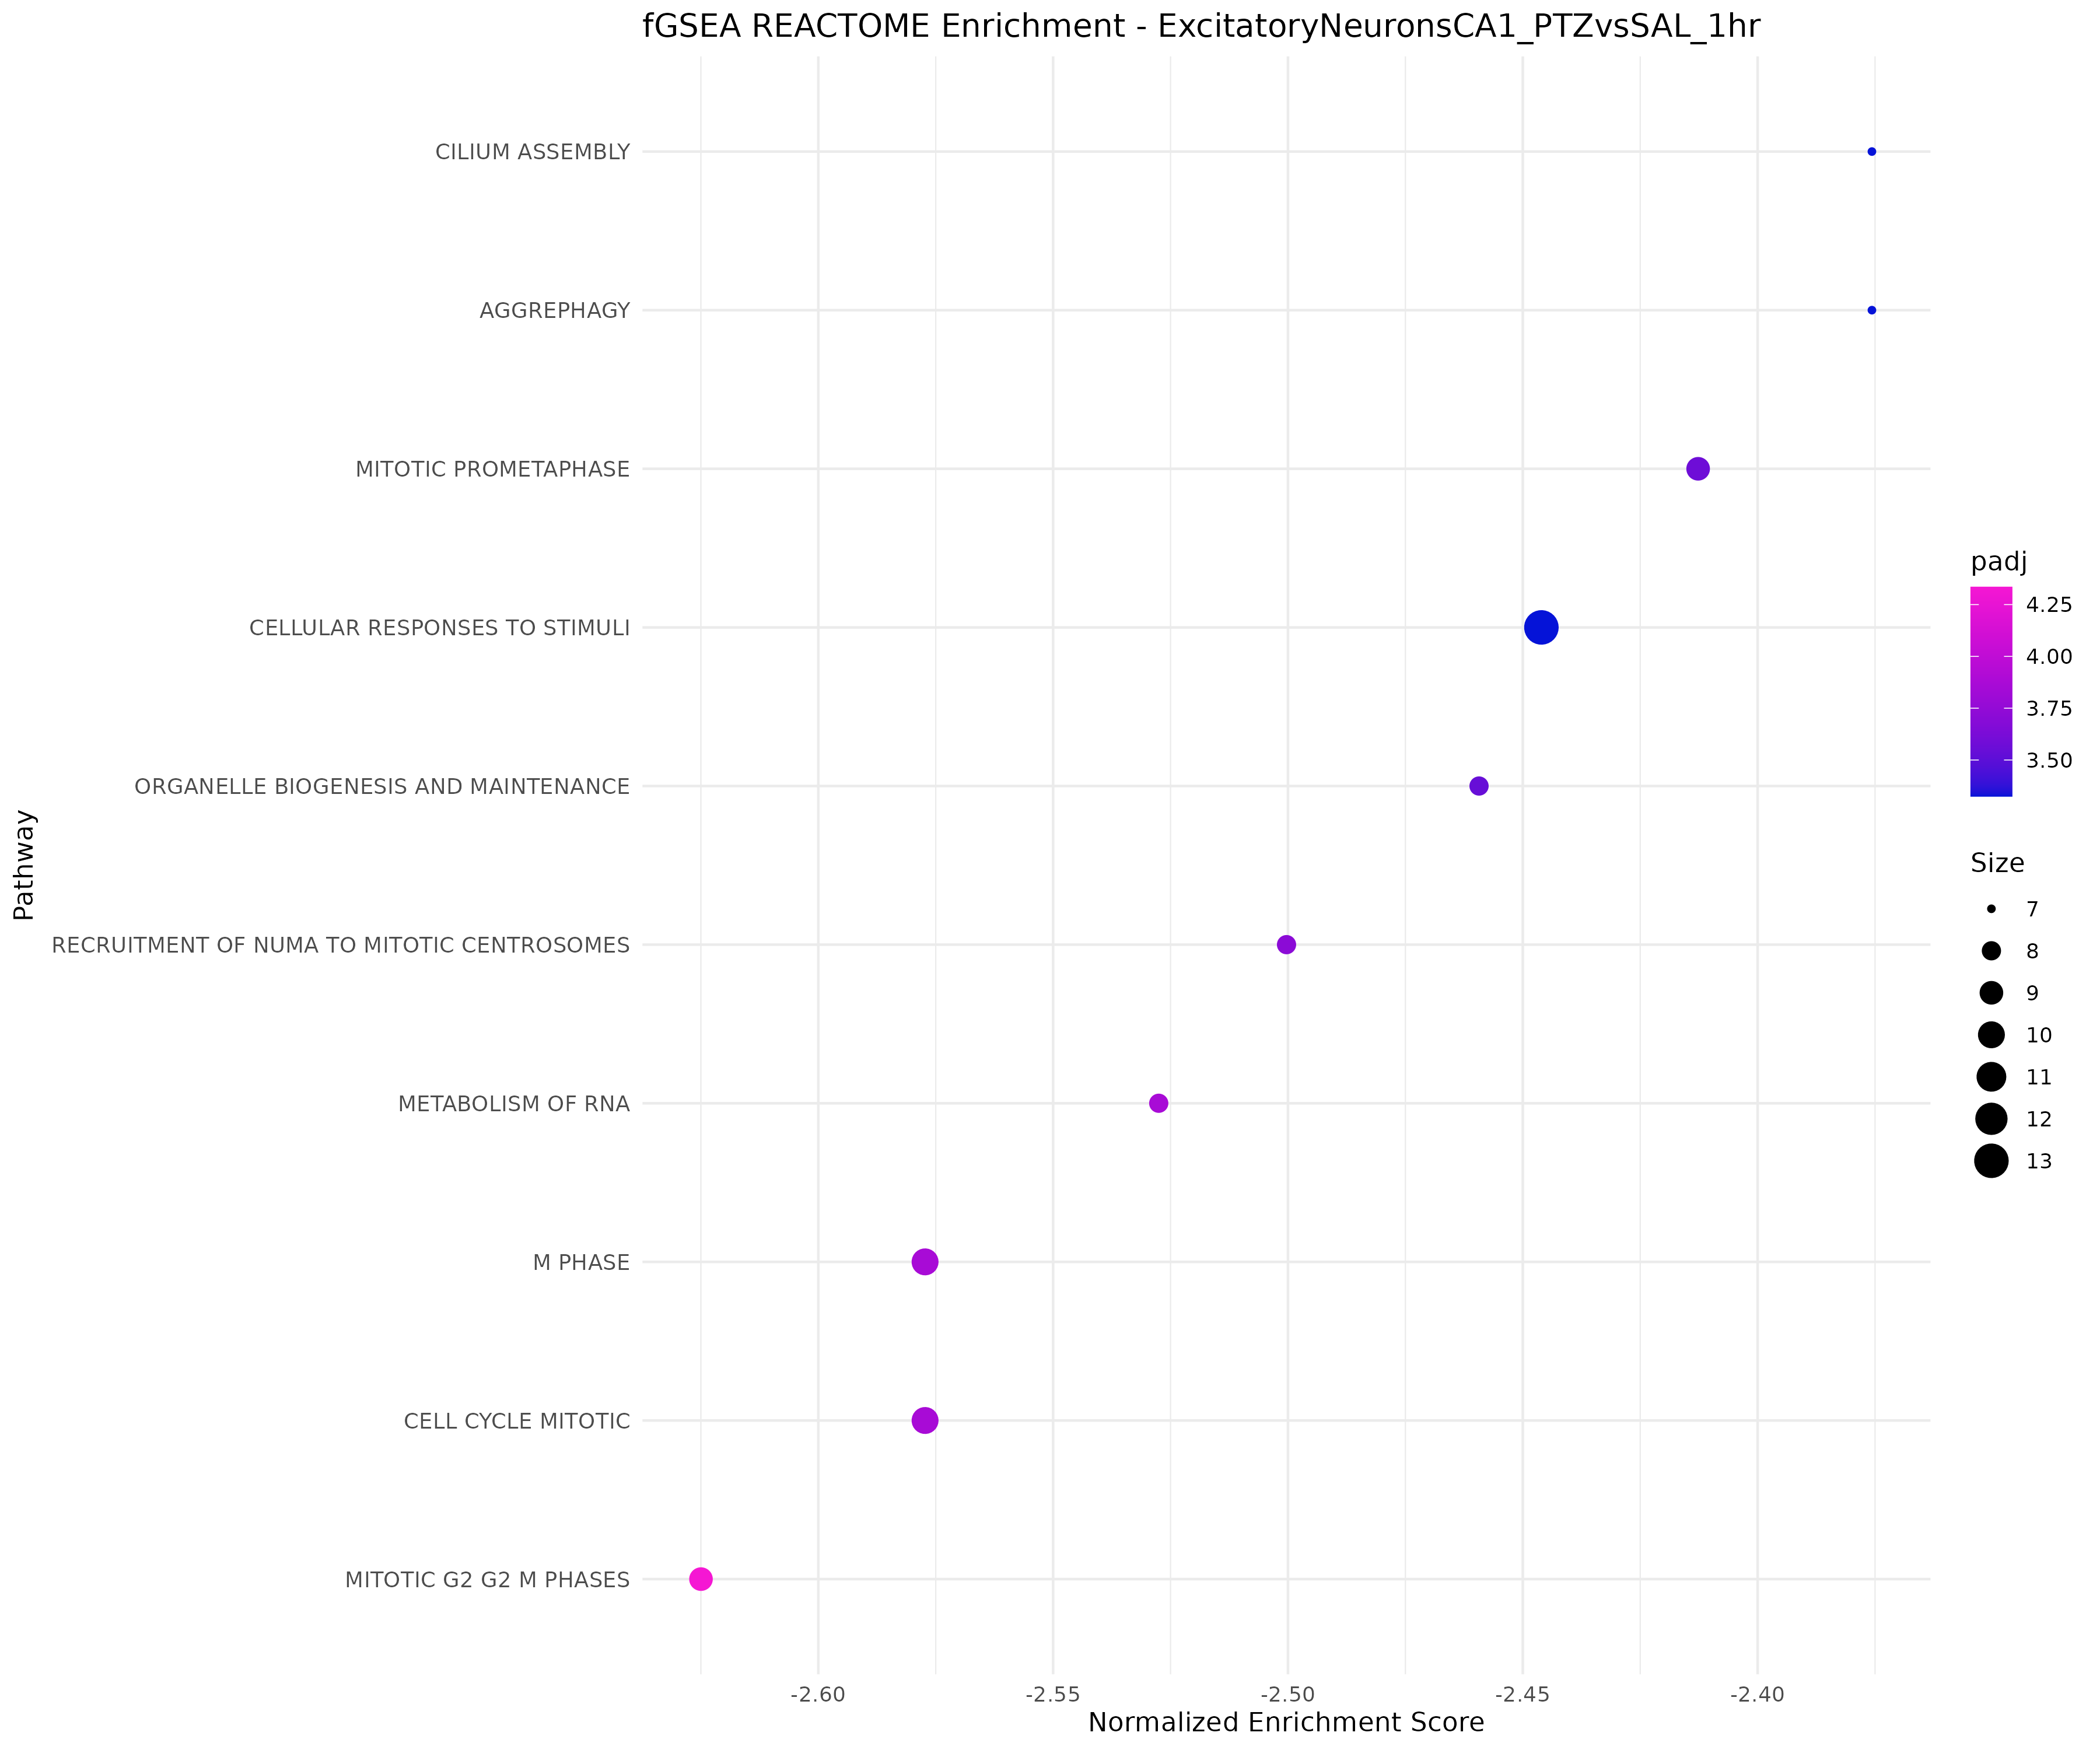 fGSEA REACTOME Enrichment - ExcitatoryNeuronsCA1_PTZvsSAL_1hr
Pathway
CILIUM ASSEMBLY
AGGREPHAGY
MITOTIC PROMETAPHASE
CELLULAR RESPONSES TO STIMULI
ORGANELLE BIOGENESIS AND MAINTENANCE
RECRUITMENT OF NUMA TO MITOTIC CENTROSOMES
METABOLISM OF RNA
M PHASE
CELL CYCLE MITOTIC
MITOTIC G2 G2 M PHASES
-2.60
-2.55
-2.50
-2.45
-2.40
Normalized Enrichment Score
padj
4.25
4.00
3.75
3.50
Size
7
8
9
10
11
12
13